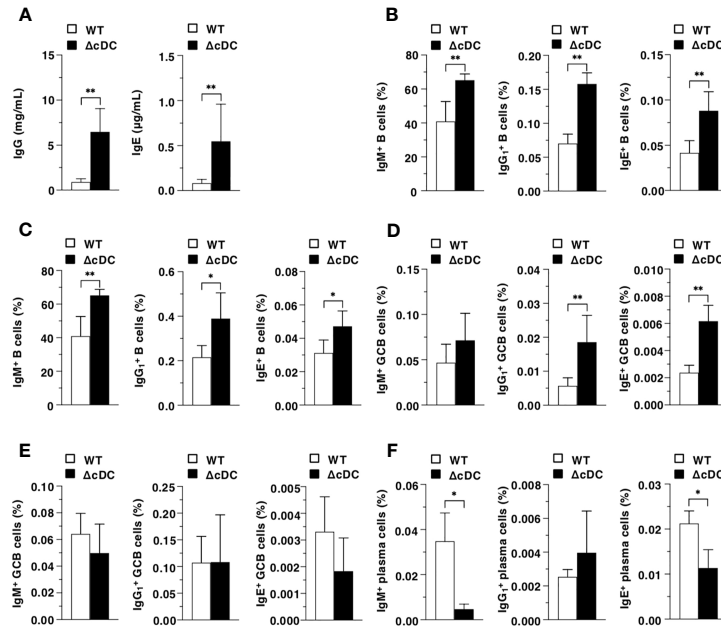 A
WT
ΔcDC
IgG (mg/mL)
15
10
5
0
**
WT
ΔcDC
IgE (μg/mL)
1.5
1.0
0.5
0.0
**
B
WT
ΔcDC
IgM⁺ B cells (%)
80
60
40
20
0
**
WT
ΔcDC
IgG₁⁺ B cells (%)
0.20
0.15
0.10
0.05
0.00
**
WT
ΔcDC
IgE⁺ B cells (%)
0.15
0.10
0.05
0.00
**
C
WT
ΔcDC
IgM⁺ B cells (%)
80
60
40
20
0
**
WT
ΔcDC
IgG₁⁺ B cells (%)
0.6
0.4
0.2
0.0
*
WT
ΔcDC
IgE⁺ B cells (%)
0.08
0.06
0.04
0.02
0.00
*
D
WT
ΔcDC
IgM⁺ GCB cells (%)
0.15
0.10
0.05
0.00
WT
ΔcDC
IgG₁⁺ GCB cells (%)
0.04
0.03
0.02
0.01
0.00
**
WT
ΔcDC
IgE⁺ GCB cells (%)
0.010
0.008
0.006
0.004
0.002
0.000
**
E
WT
ΔcDC
IgM⁺ GCB cells (%)
0.10
0.08
0.06
0.04
0.02
0.00
WT
ΔcDC
IgG₁⁺ GCB cells (%)
0.25
0.20
0.15
0.10
0.05
0.00
WT
ΔcDC
IgE⁺ GCB cells (%)
0.005
0.004
0.003
0.002
0.001
0.000
F
WT
ΔcDC
IgM⁺ plasma cells (%)
0.06
0.04
0.02
0.00
*
WT
ΔcDC
IgG₁⁺ plasma cells (%)
0.008
0.006
0.004
0.002
0.000
WT
ΔcDC
IgE⁺ plasma cells (%)
0.03
0.02
0.01
0.00
*